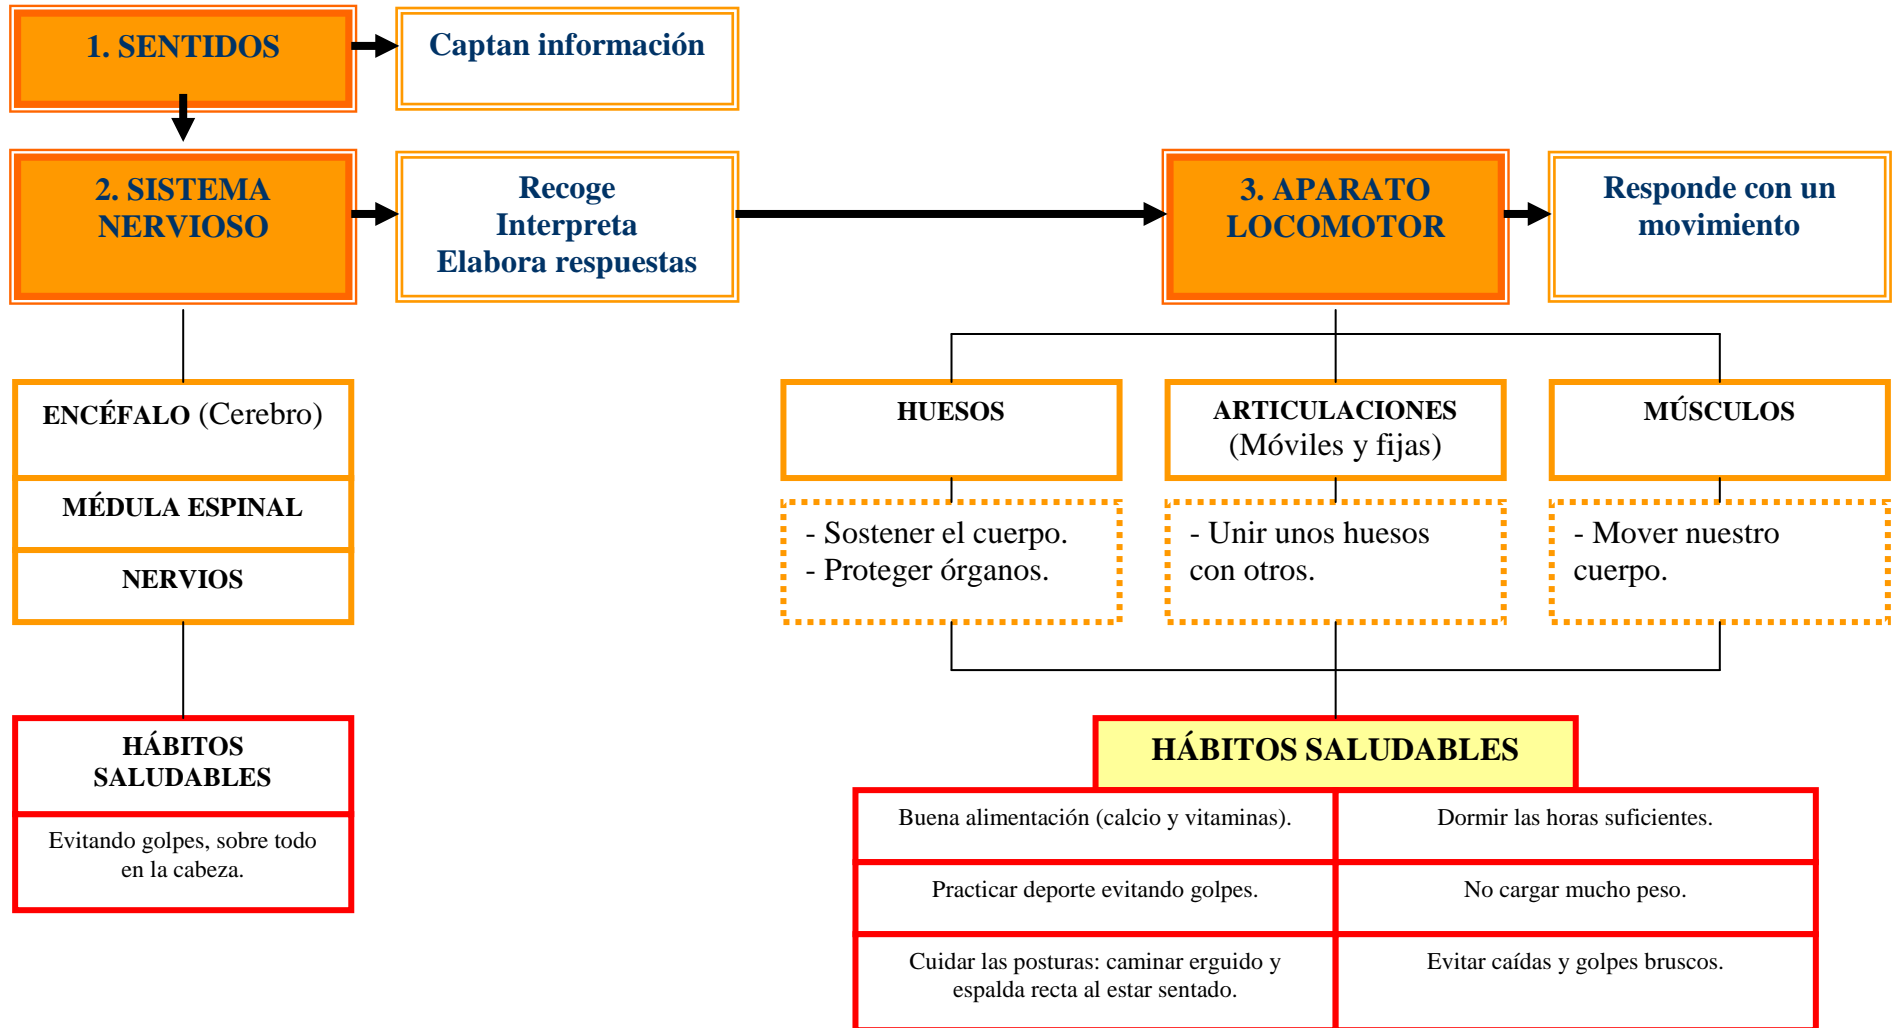 1. SENTIDOS
Captan información
2. SISTEMA
NERVIOSO
Recoge
Interpreta
Elabora respuestas
3. APARATO
LOCOMOTOR
Responde con un
movimiento
ENCÉFALO (Cerebro)
MÉDULA ESPINAL
NERVIOS
HUESOS
ARTICULACIONES
(Móviles y fijas)
MÚSCULOS
- Sostener el cuerpo.
- Proteger órganos.
- Unir unos huesos
con otros.
- Mover nuestro
cuerpo.
HÁBITOS
SALUDABLES
Evitando golpes, sobre todo
en la cabeza.
HÁBITOS SALUDABLES
Buena alimentación (calcio y vitaminas).
Dormir las horas suficientes.
Practicar deporte evitando golpes.
No cargar mucho peso.
Cuidar las posturas: caminar erguido y
espalda recta al estar sentado.
Evitar caídas y golpes bruscos.